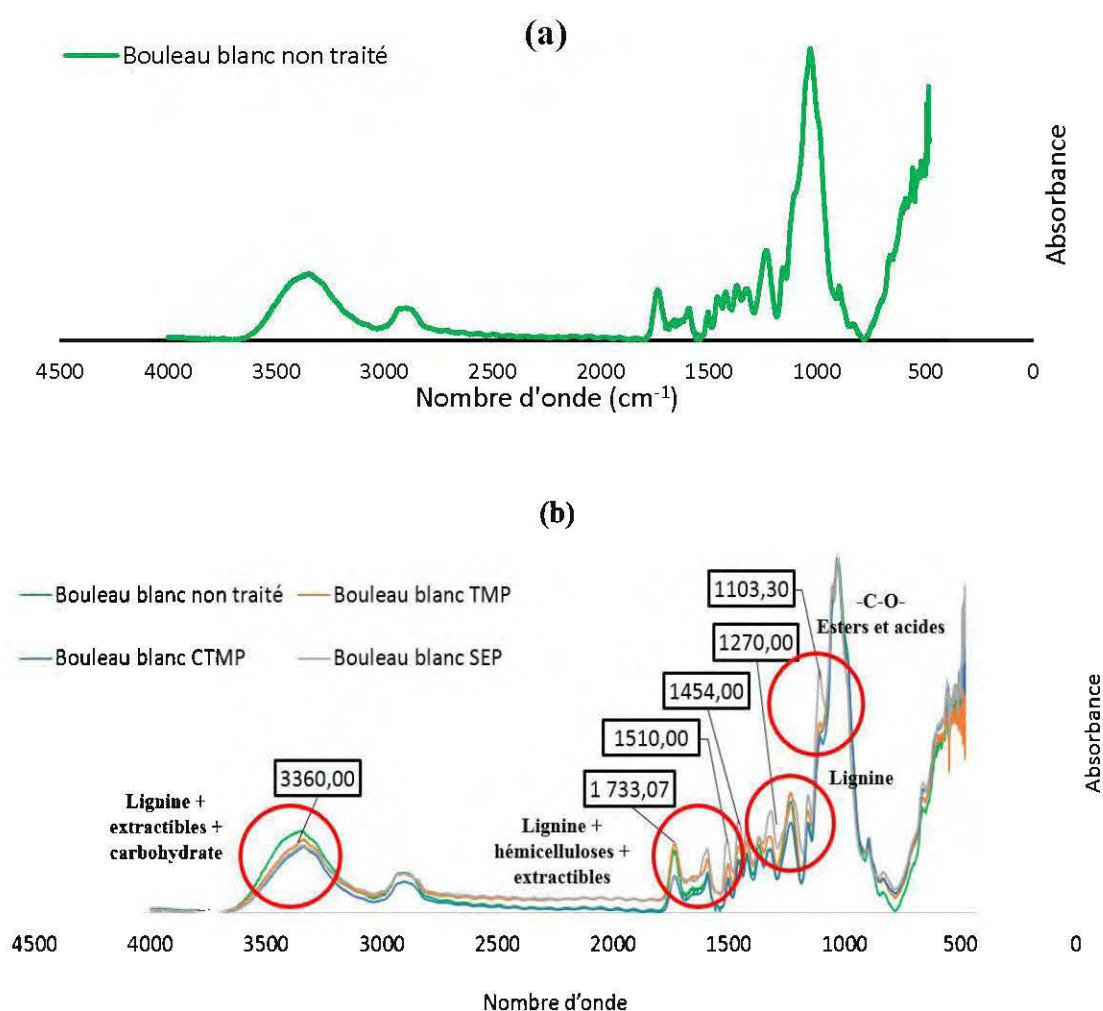 (a)
Bouleau blanc non traité
Absorbance
4500 4000 3500 3000 2500 2000 1500 1000 500 0
Nombre d'onde (cm⁻¹)
(b)
Bouleau blanc non traité Bouleau blanc TMP
Bouleau blanc CTMP Bouleau blanc SEP
1103,30
-C-O-
Esters et acides
1270,00
1454,00
1510,00
Lignine
3360,00
1 733,07
Lignine +
extractibles +
carbohydrate
Lignine +
hémicelluloses +
extractibles
Absorbance
4500 4000 3500 3000 2500 2000 1500 1000 500 0
Nombre d’onde